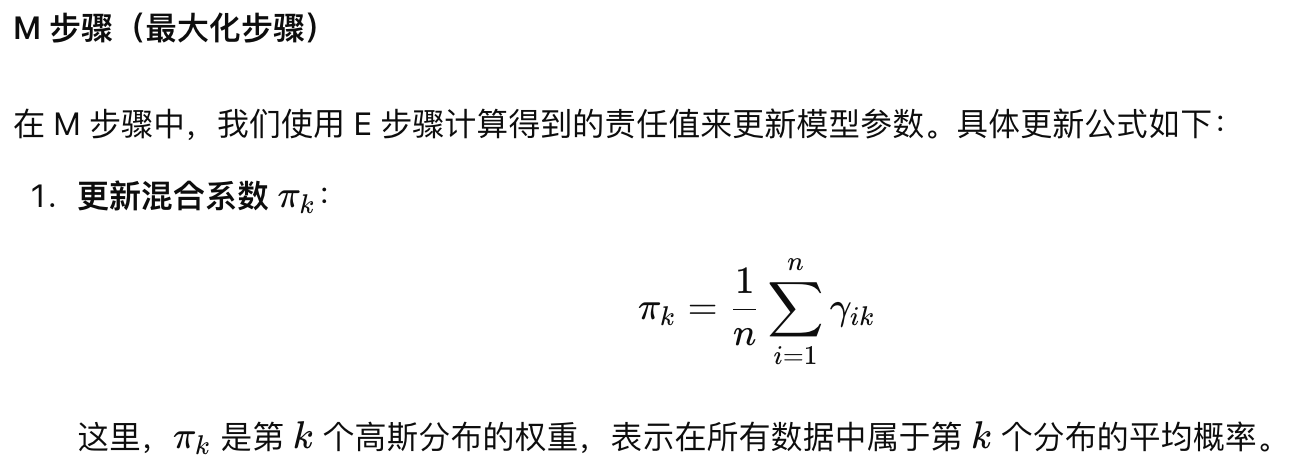 M 步骤（最大化步骤）
在 M 步骤中，我们使用 E 步骤计算得到的责任值来更新模型参数。具体更新公式如下：
1. 更新混合系数 πₖ：
πₖ = \frac{1}{n} \sum_{i=1}^{n} γ_{ik}
这里，πₖ 是第 k 个高斯分布的权重，表示在所有数据中属于第 k 个分布的平均概率。